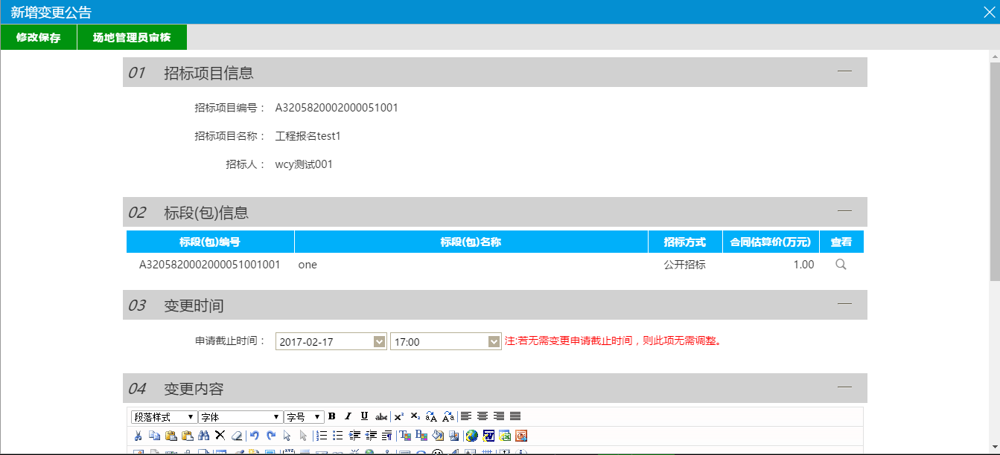 新增变更公告
修改保存 场地管理员审核
01 招标项目信息
招标项目编号： A3205820002000051001
招标项目名称： 工程报名test1
招标人： wcy测试001
02 标段(包)信息
标段(包)编号 标段(包)名称 招标方式 合同估算价(万元) 查看
A3205820002000051001001 one 公开招标 1.00
03 变更时间
申请截止时间： 2017-02-17 17:00 注:若无需变更申请截止时间，则此项无需调整。
04 变更内容
段落样式 字体 字号 B I U abc x² x₂ aA Aa